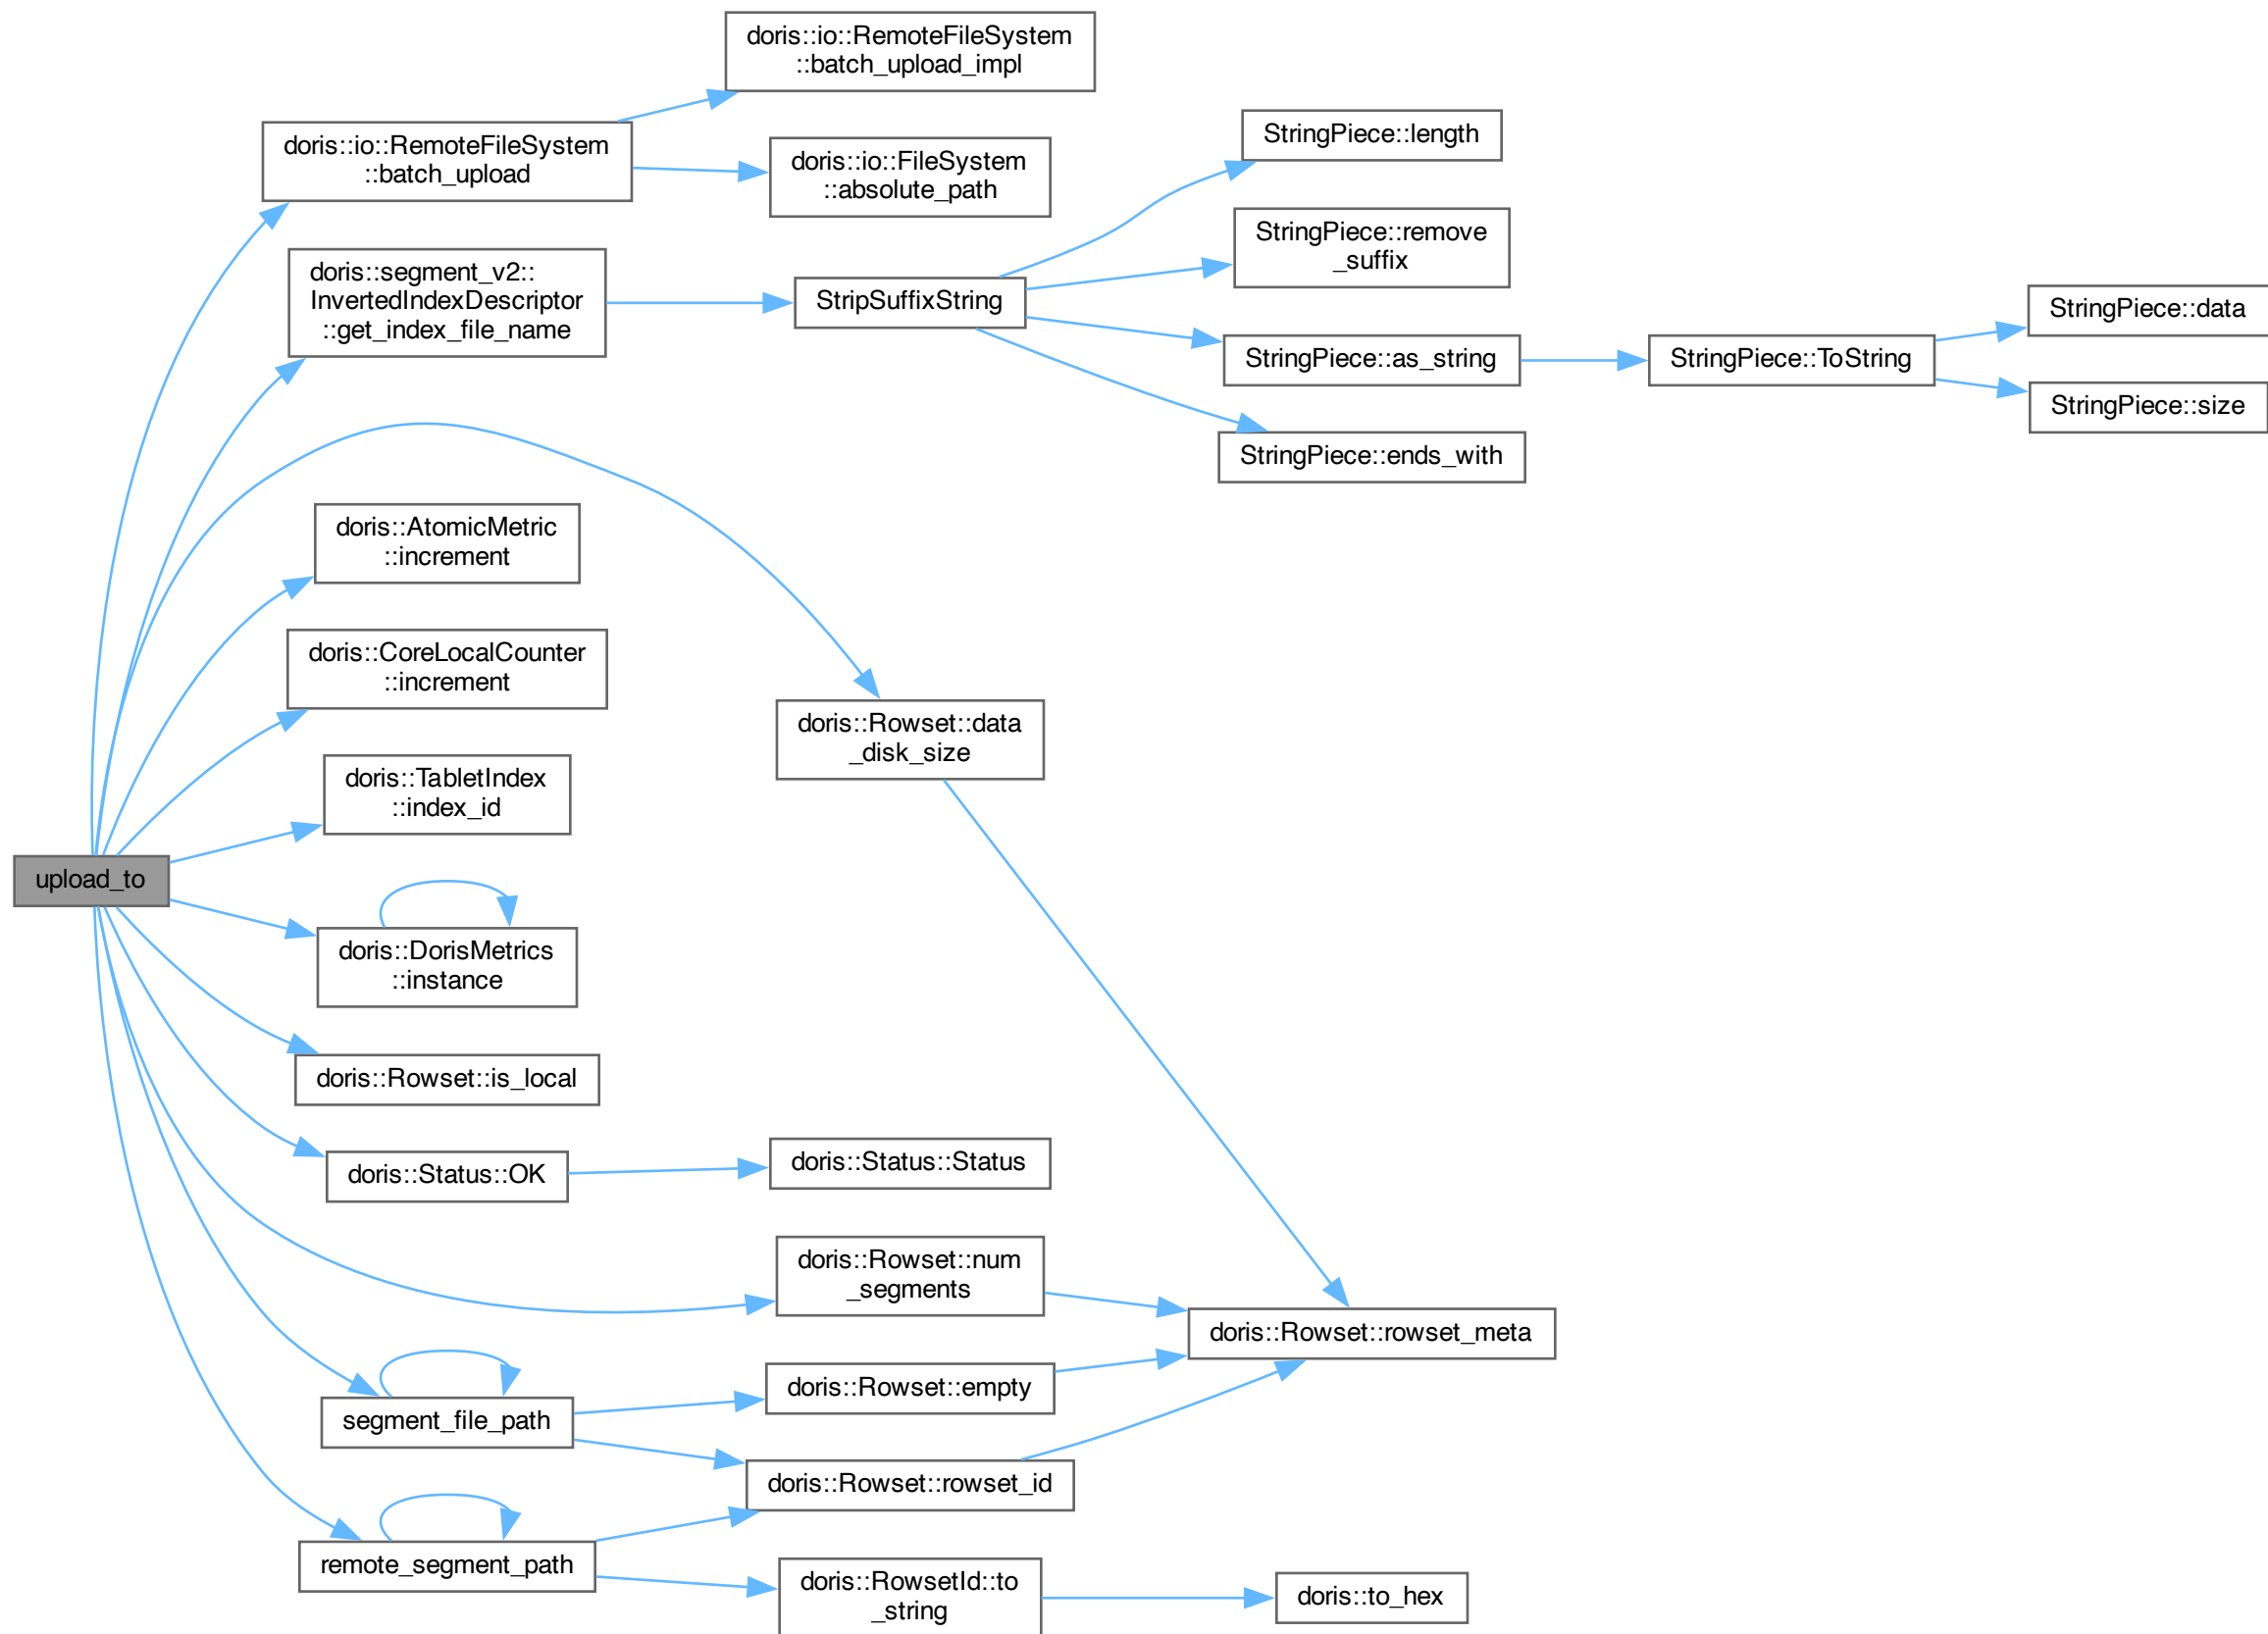 doris::io::RemoteFileSystem
::batch_upload_impl
doris::io::RemoteFileSystem
::batch_upload
doris::io::FileSystem
::absolute_path
StringPiece::length
StringPiece::remove
_suffix
doris::segment_v2::
InvertedIndexDescriptor
::get_index_file_name
StripSuffixString
StringPiece::as_string
StringPiece::ToString
StringPiece::data
StringPiece::size
StringPiece::ends_with
doris::AtomicMetric
::increment
doris::CoreLocalCounter
::increment
doris::Rowset::data
_disk_size
doris::TabletIndex
::index_id
upload_to
doris::DorisMetrics
::instance
doris::Rowset::is_local
doris::Status::OK
doris::Status::Status
doris::Rowset::num
_segments
doris::Rowset::rowset_meta
doris::Rowset::empty
segment_file_path
doris::Rowset::rowset_id
remote_segment_path
doris::RowsetId::to
_string
doris::to_hex